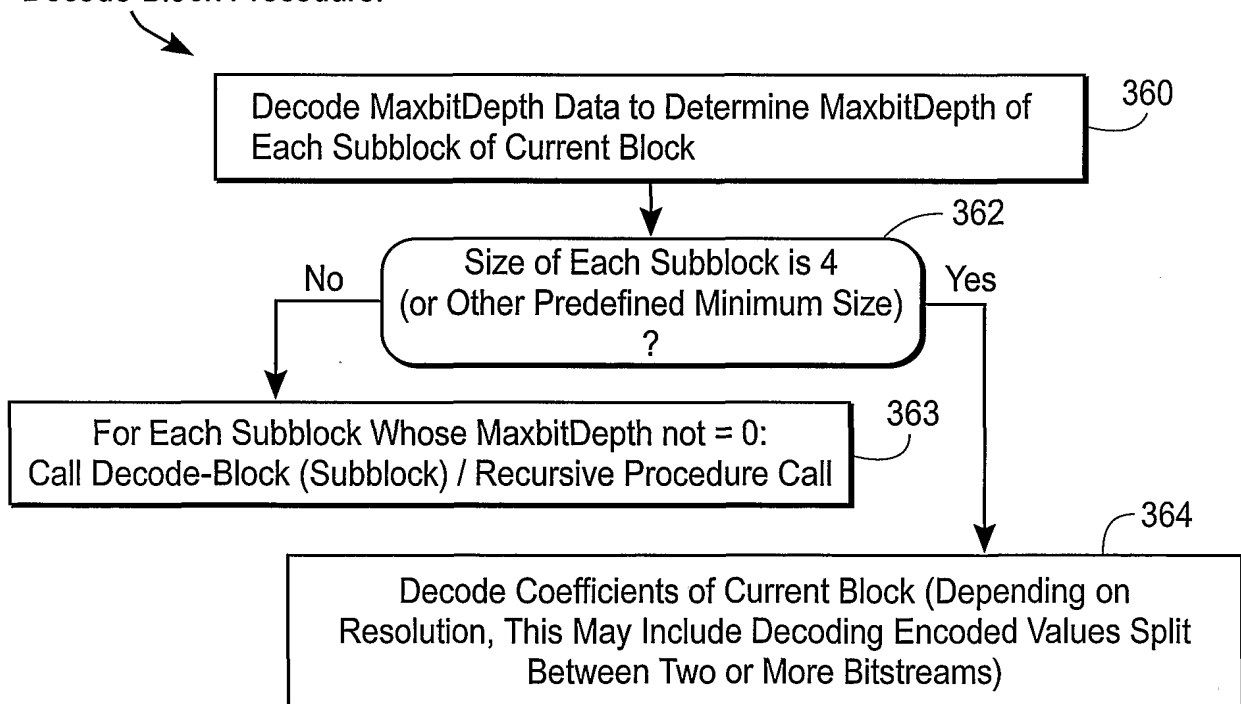 Decode Block Procedure:
Decode MaxbitDepth Data to Determine MaxbitDepth of
Each Subblock of Current Block
360
362
Size of Each Subblock is 4
(or Other Predefined Minimum Size)
?
No
Yes
For Each Subblock Whose MaxbitDepth not = 0:
Call Decode-Block (Subblock) / Recursive Procedure Call
363
364
Decode Coefficients of Current Block (Depending on
Resolution, This May Include Decoding Encoded Values Split
Between Two or More Bitstreams)